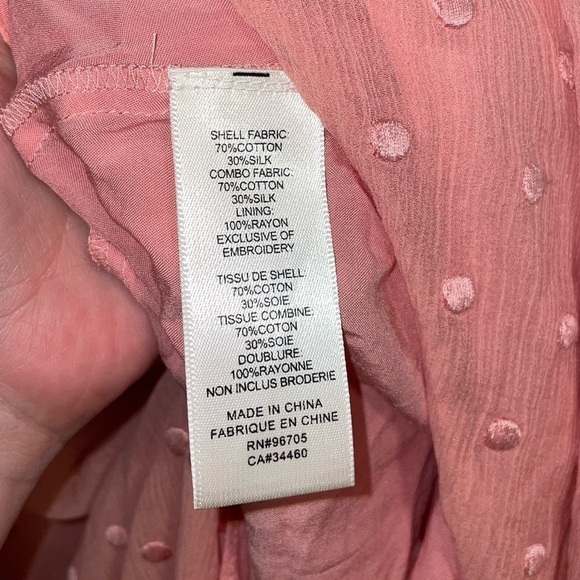 SHELL FABRIC:
70%COTTON
30%SILK
COMBO FABRIC:
70%COTTON
30%SILK
LINING:
100%RAYON
EXCLUSIVE OF
EMBROIDERY
TISSU DE SHELL:
70%COTON
30%SOIE
TISSUE COMBINE:
70%COTON
30%SOIE
DOUBLURE:
100%RAYONNE
NON INCLUS BRODERIE
MADE IN CHINA
FABRIQUE EN CHINE
RN#96705
CA#34460